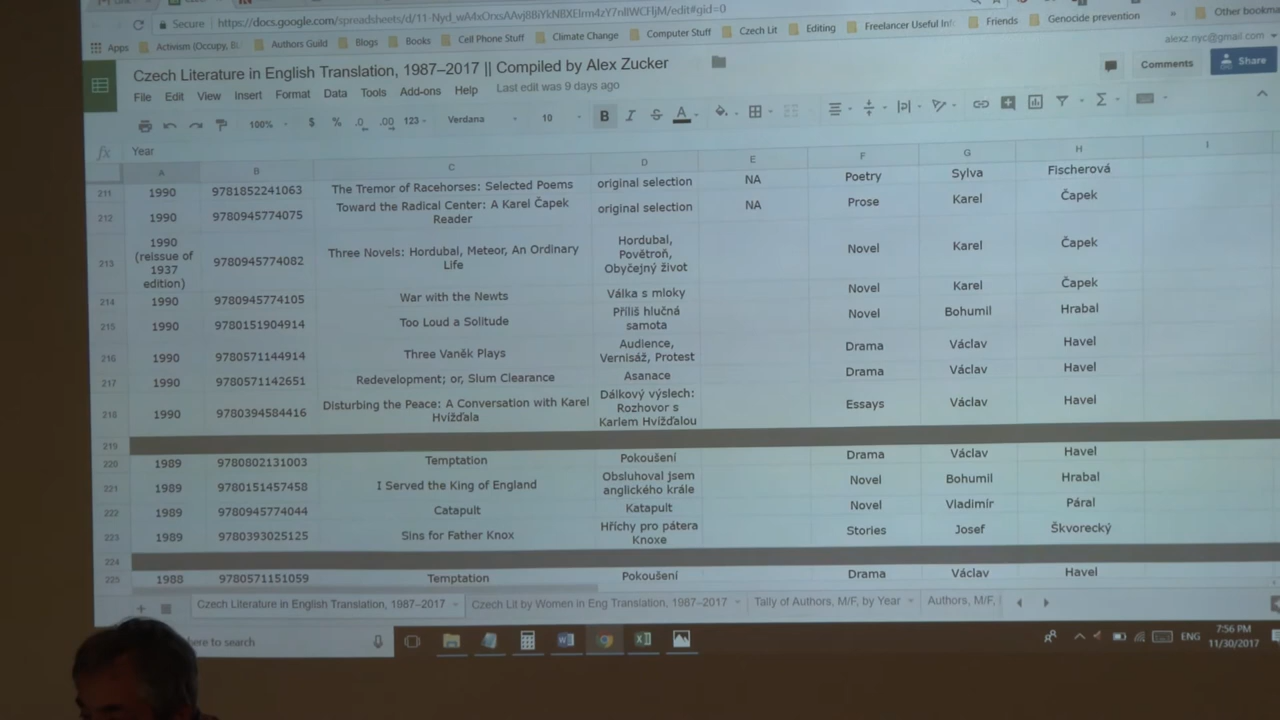 Secure https://docs.google.com/spreadsheets/d/
Apps Activism (Occupy, Authors Guild Blogs Books Cell Phone Stuff Climate Change Computer Stuff Czech Lit Editing Freelancer Useful Friends Genocide prevention » Other
alexz.nyc@gmail.com
Czech Literature in English Translation, 1987–2017 || Compiled by Alex Zucker
Comments Share
File Edit View Insert Format Data Tools Add-ons Help Last edit was 9 days ago
100% $ % .0 .00 123 Verdana 10 B I S A
fx Year
A B C D E F G H I
211 1990 9781852241063 The Tremor of Racehorses: Selected Poems original selection NA Poetry Sylva Fischerová
212 1990 9780945774075 Toward the Radical Center: A Karel Čapek Reader original selection NA Prose Karel Čapek
213 1990 (reissue of 1937 edition) 9780945774082 Three Novels: Hordubal, Meteor, An Ordinary Life Hordubal, Povětroň, Obyčejný život Novel Karel Čapek
214 1990 9780945774105 War with the Newts Válka s mloky Novel Karel Čapek
215 1990 9780151904914 Too Loud a Solitude Příliš hlučná samota Novel Bohumil Hrabal
216 1990 9780571144914 Three Vaněk Plays Audience, Vernisáž, Protest Drama Václav Havel
217 1990 9780571142651 Redevelopment; or, Slum Clearance Asanace Drama Václav Havel
218 1990 9780394584416 Disturbing the Peace: A Conversation with Karel Hvížďala Dálkový výslech: Rozhovor s Karlem Hvížďalou Essays Václav Havel
219
220 1989 9780802131003 Temptation Pokoušení Drama Václav Havel
221 1989 9780151457458 I Served the King of England Obsluhoval jsem anglického krále Novel Bohumil Hrabal
222 1989 9780945774044 Catapult Katapult Novel Vladimír Páral
223 1989 9780393025125 Sins for Father Knox Hříchy pro pátera Knoxe Stories Josef Škvorecký
224
225 1988 9780571151059 Temptation Pokoušení Drama Václav Havel
Czech Literature in English Translation, 1987–2017 Czech Lit by Women in Eng Translation, 1987–2017 Tally of Authors, M/F, by Year Authors, M/F,
here to search
ENG 7:56 PM
11/30/2017